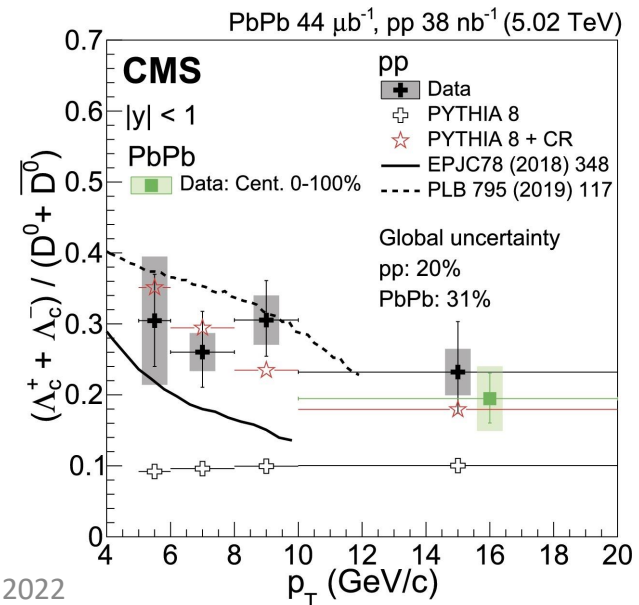 PbPb 44 μb⁻¹, pp 38 nb⁻¹ (5.02 TeV)
CMS
|y| < 1
PbPb
Data: Cent. 0-100%
pp
Data
PYTHIA 8
PYTHIA 8 + CR
EPJC78 (2018) 348
PLB 795 (2019) 117
Global uncertainty
pp: 20%
PbPb: 31%
(Λc⁺ + Λc⁻) / (D⁰ + D̅⁰)
0.7
0.6
0.5
0.4
0.3
0.2
0.1
0
4 6 8 10 12 14 16 18 20
pT (GeV/c)
2022